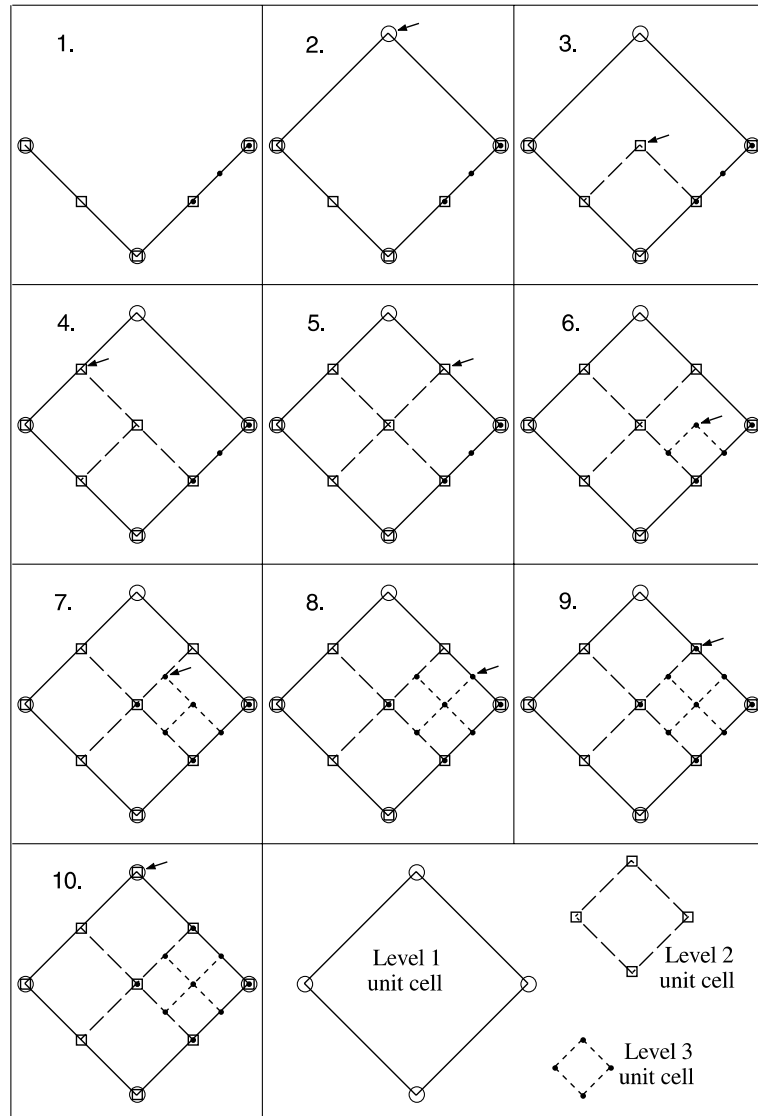 1.
2.
3.
4.
5.
6.
7.
8.
9.
10.
Level 1
unit cell
Level 2
unit cell
Level 3
unit cell